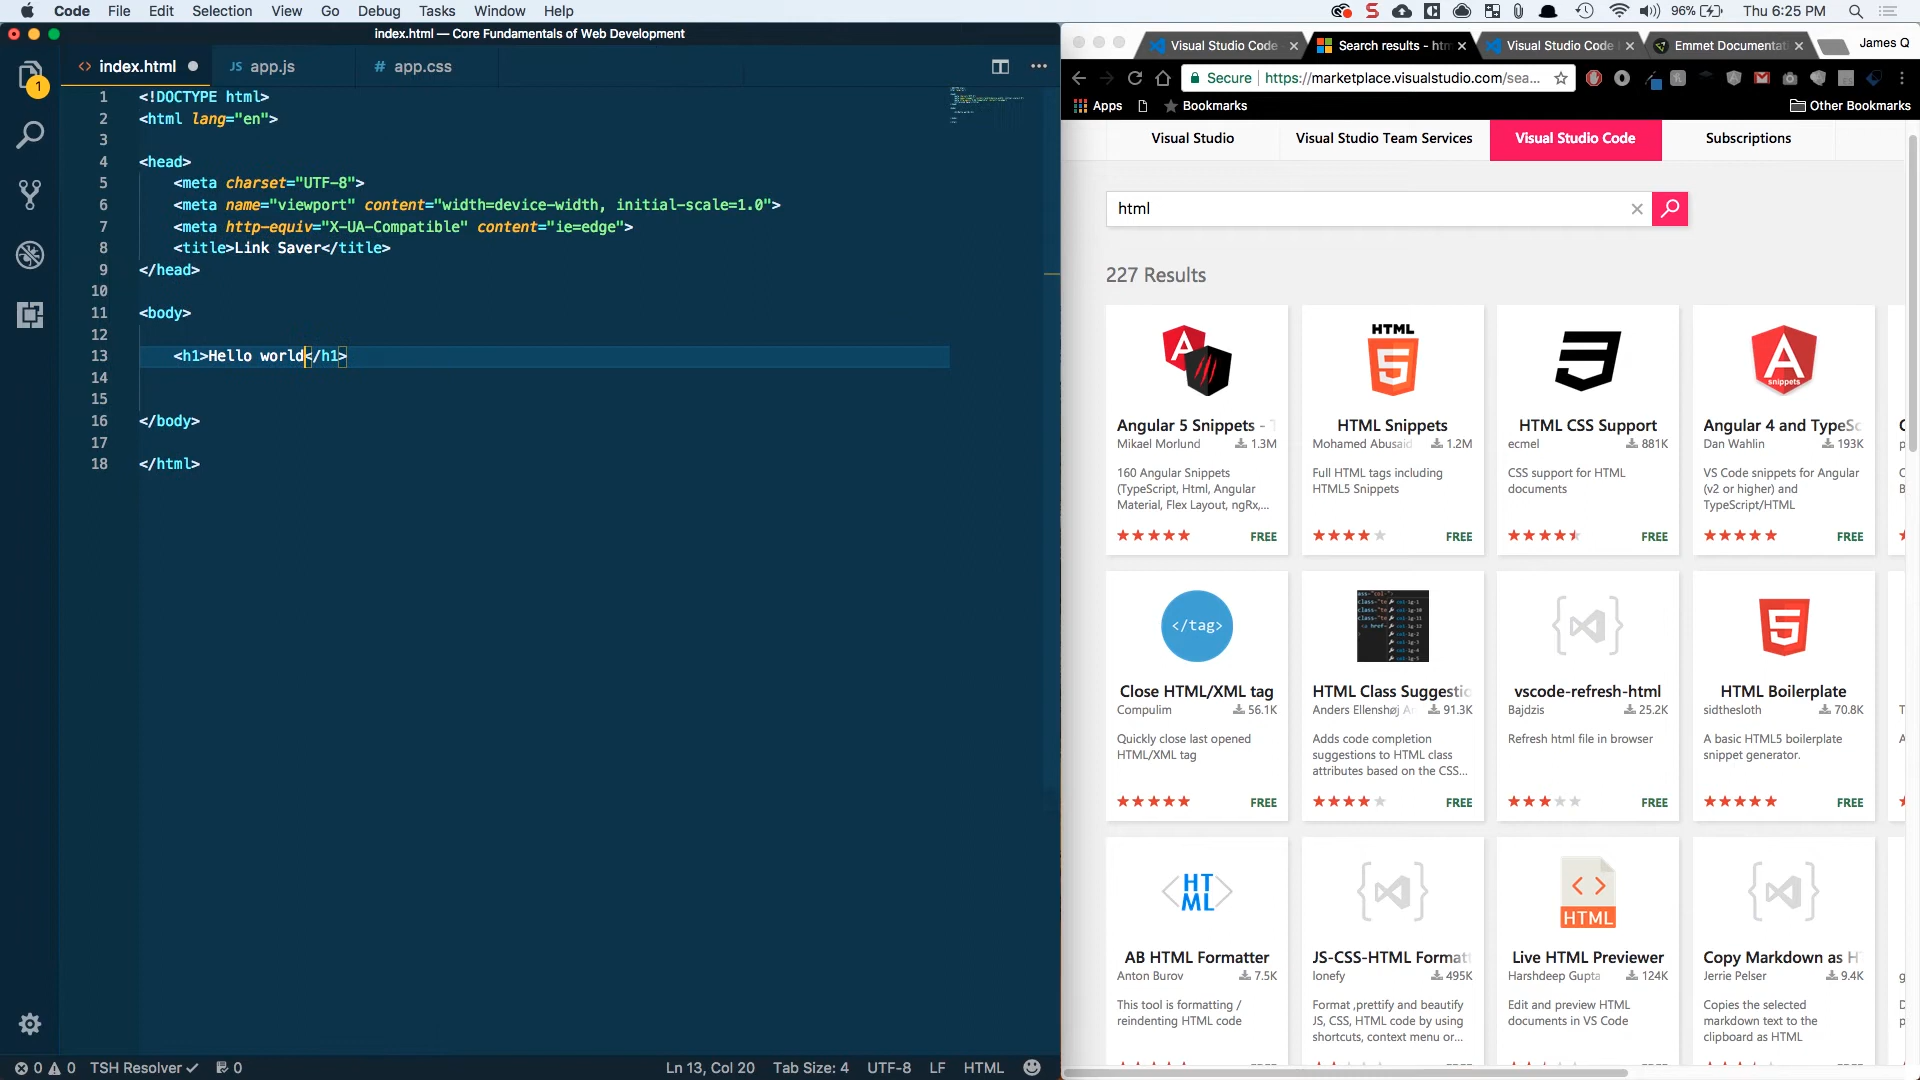 Code File Edit Selection View Go Debug Tasks Window Help
96% Thu 6:25 PM
index.html — Core Fundamentals of Web Development
<> index.html JS app.js # app.css
1
1 <!DOCTYPE html>
2 <html lang="en">
3
4 <head>
5 <meta charset="UTF-8">
6 <meta name="viewport" content="width=device-width, initial-scale=1.0">
7 <meta http-equiv="X-UA-Compatible" content="ie=edge">
8 <title>Link Saver</title>
9 </head>
10
11 <body>
12
13 <h1>Hello world</h1>
14
15
16 </body>
17
18 </html>
0 0 TSH Resolver 0 Ln 13, Col 20 Tab Size: 4 UTF-8 LF HTML
Visual Studio Code Search results - htm Visual Studio Code Emmet Documentati James Q
Secure https://marketplace.visualstudio.com/sea...
Apps Bookmarks Other Bookmarks
Visual Studio Visual Studio Team Services Visual Studio Code Subscriptions
html
227 Results
HTML
snippets
Angular 5 Snippets - T
Mikael Morlund 1.3M
160 Angular Snippets
(TypeScript, Html, Angular
Material, Flex Layout, ngRx,...
FREE
HTML Snippets
Mohamed Abusaid 1.2M
Full HTML tags including
HTML5 Snippets
FREE
HTML CSS Support
ecmel 881K
CSS support for HTML
documents
FREE
Angular 4 and TypeSc
Dan Wahlin 193K
VS Code snippets for Angular
(v2 or higher) and
TypeScript/HTML
FREE
</tag>
Close HTML/XML tag
Compulim 56.1K
Quickly close last opened
HTML/XML tag
FREE
HTML Class Suggestio
Anders Ellenshøj A 91.3K
Adds code completion
suggestions to HTML class
attributes based on the CSS...
FREE
vscode-refresh-html
Bajdzis 25.2K
Refresh html file in browser
FREE
HTML Boilerplate
sidthesloth 70.8K
A basic HTML5 boilerplate
snippet generator.
FREE
HT
ML
AB HTML Formatter
Anton Burov 7.5K
This tool is formatting /
reindenting HTML code
JS-CSS-HTML Formatt
lonefy 495K
Format ,prettify and beautify
JS, CSS, HTML code by using
shortcuts, context menu or...
HTML
Live HTML Previewer
Harshdeep Gupta 124K
Edit and preview HTML
documents in VS Code
Copy Markdown as H
Jerrie Pelser 9.4K
Copies the selected
markdown text to the
clipboard as HTML